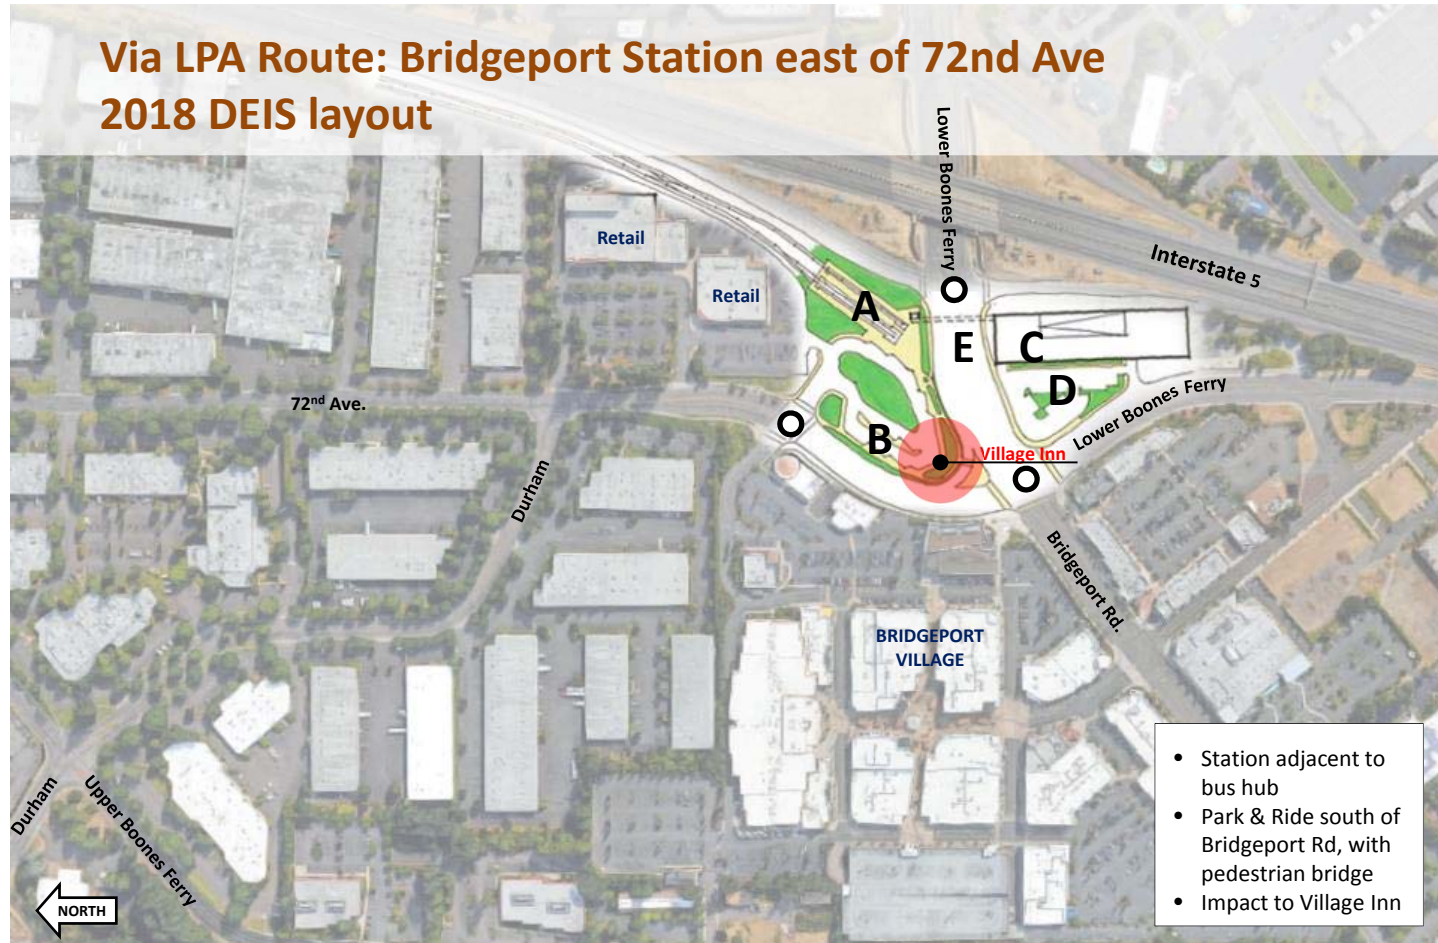 Via LPA Route: Bridgeport Station east of 72nd Ave
2018 DEIS layout
Lower Boones Ferry
Interstate 5
Retail
Retail
A
E
C
D
B
72nd Ave.
Lower Boones Ferry
Village Inn
Durham
Bridgeport Rd.
BRIDGEPORT
VILLAGE
Durham
Upper Boones Ferry
NORTH
• Station adjacent to
bus hub
• Park & Ride south of
Bridgeport Rd, with
pedestrian bridge
• Impact to Village Inn